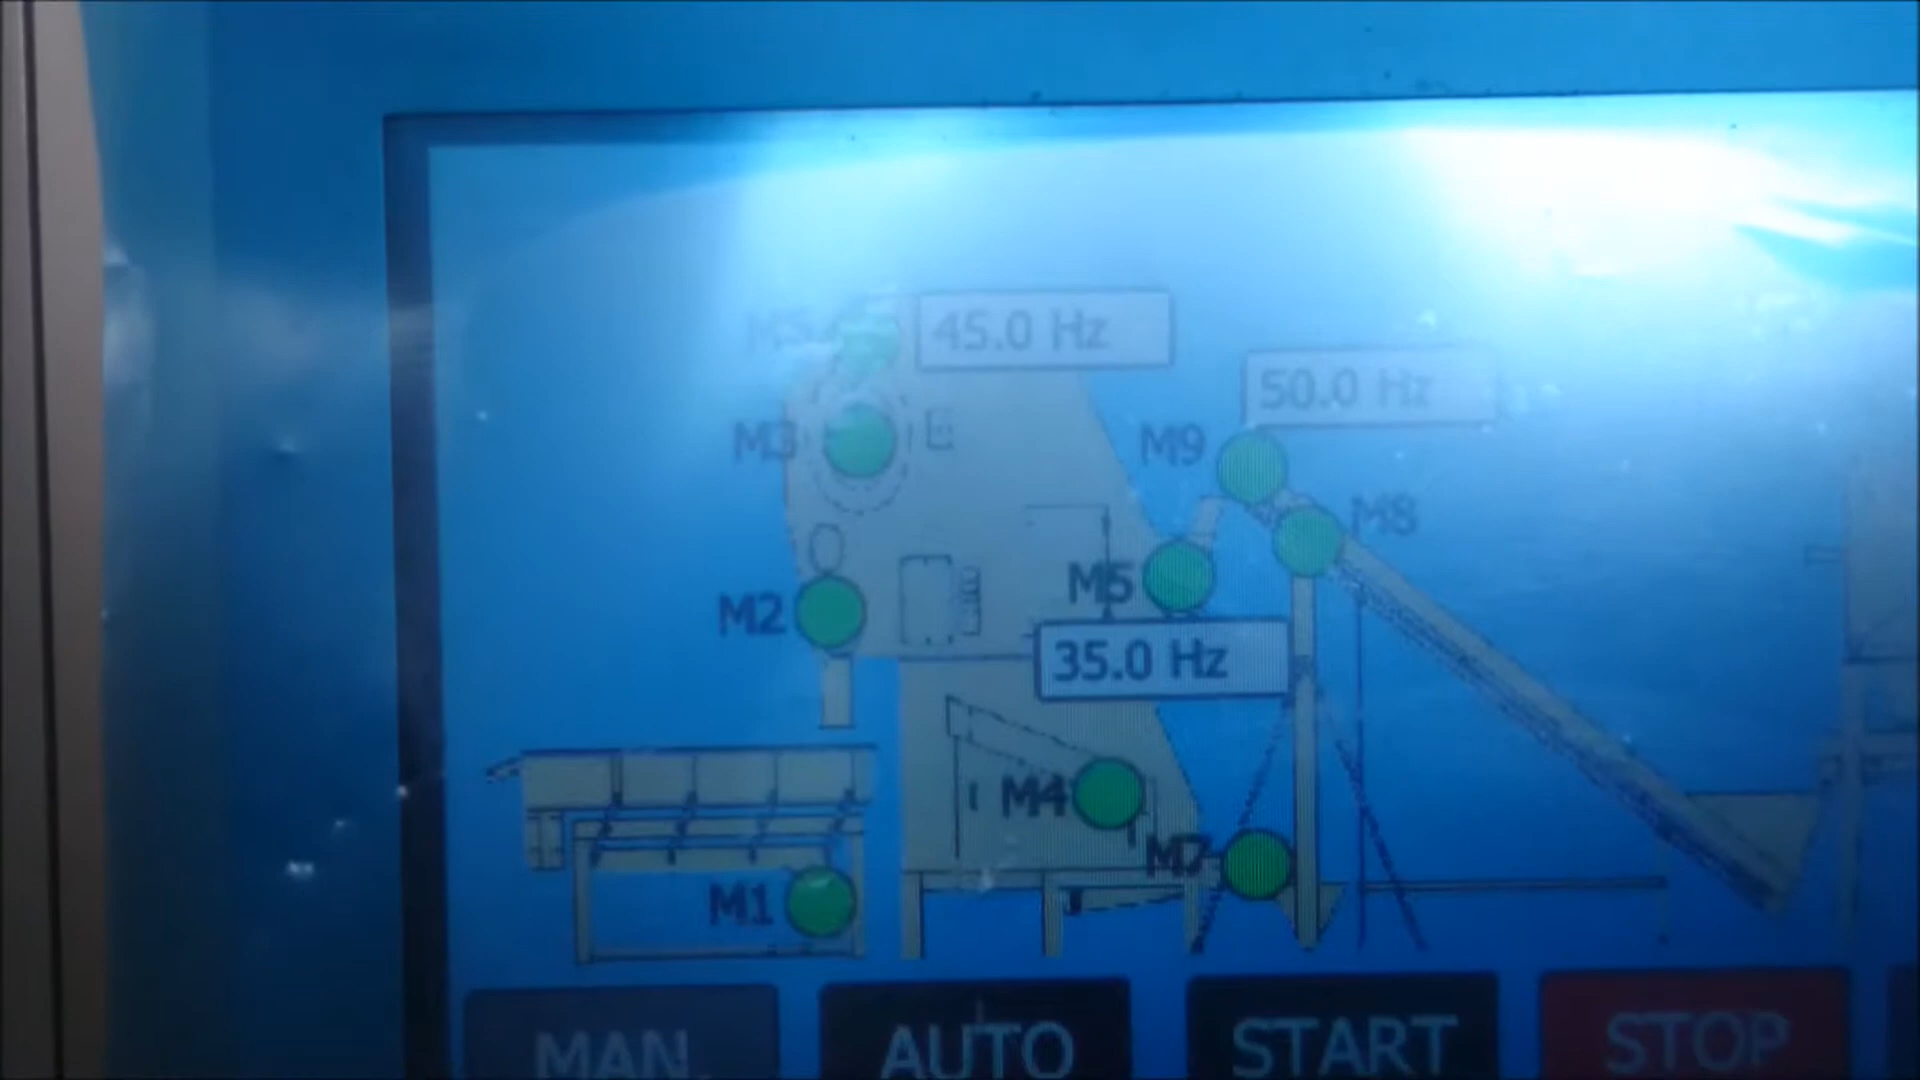 45.0 Hz
50.0 Hz
M3
M9
M8
M5
M2
35.0 Hz
M4
M7
M1
MAN.
AUTO
START
STOP